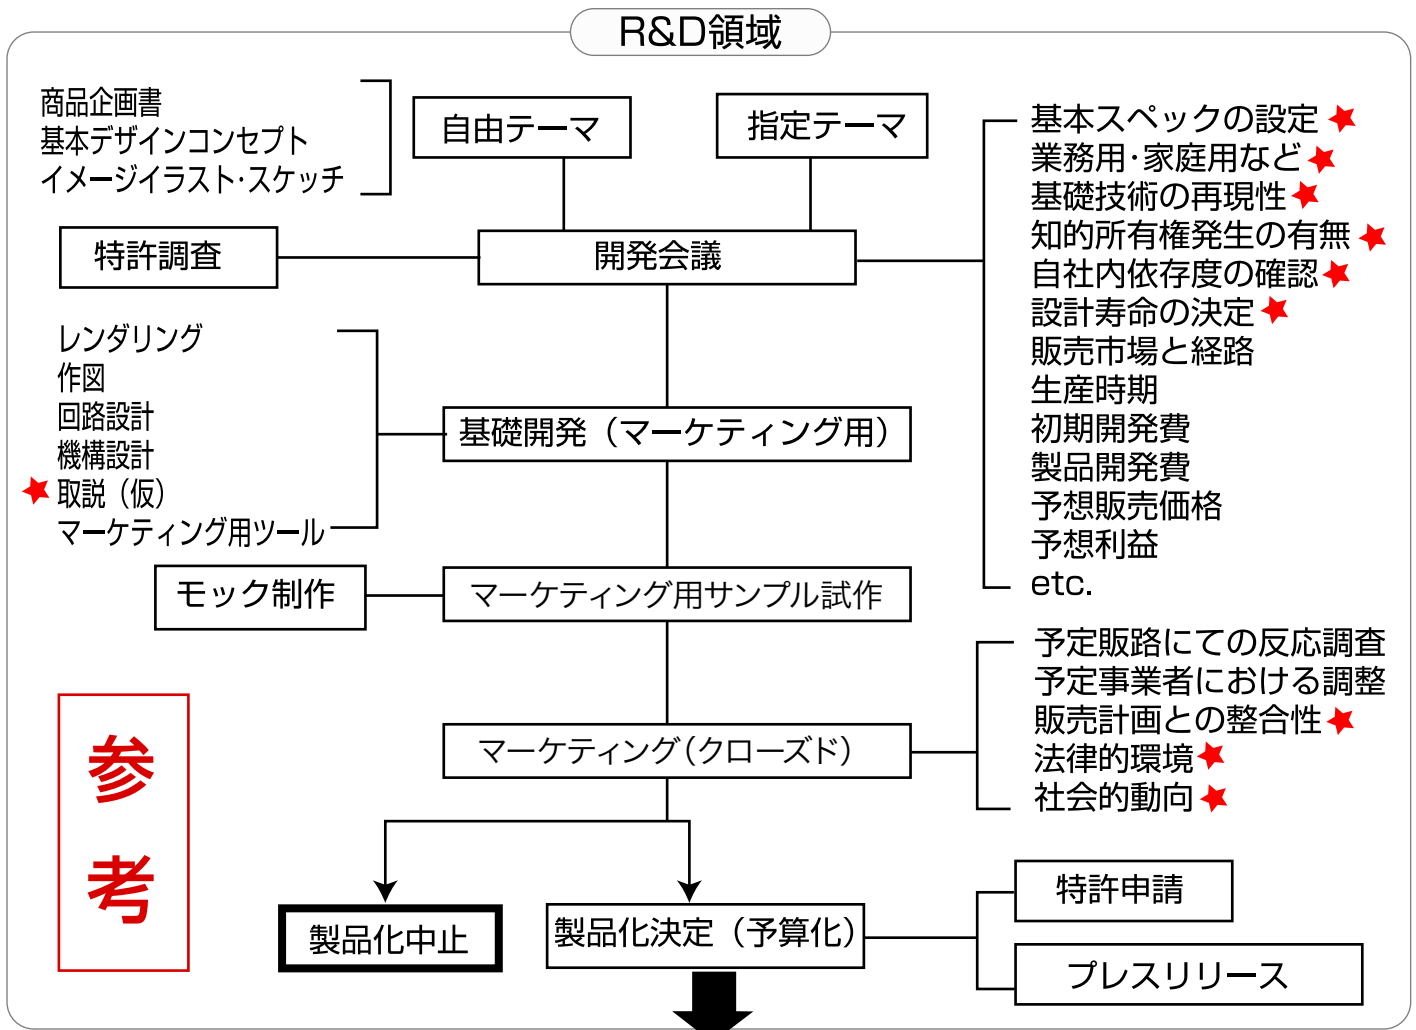 R&D領域
商品企画書
基本デザインコンセプト
イメージイラスト・スケッチ
自由テーマ
指定テーマ
特許調査
開発会議
基本スペックの設定
業務用・家庭用など
基礎技術の再現性
知的所有権発生の有無
自社内依存度の確認
設計寿命の決定
販売市場と経路
生産時期
初期開発費
製品開発費
予想販売価格
予想利益
etc.
レンダリング
作図
回路設計
機構設計
取説（仮）
マーケティング用ツール
基礎開発（マーケティング用）
モック制作
マーケティング用サンプル試作
マーケティング（クローズド）
予定販路にての反応調査
予定事業者における調整
販売計画との整合性
法律的環境
社会的動向
参
考
製品化中止
製品化決定（予算化）
特許申請
プレスリリース